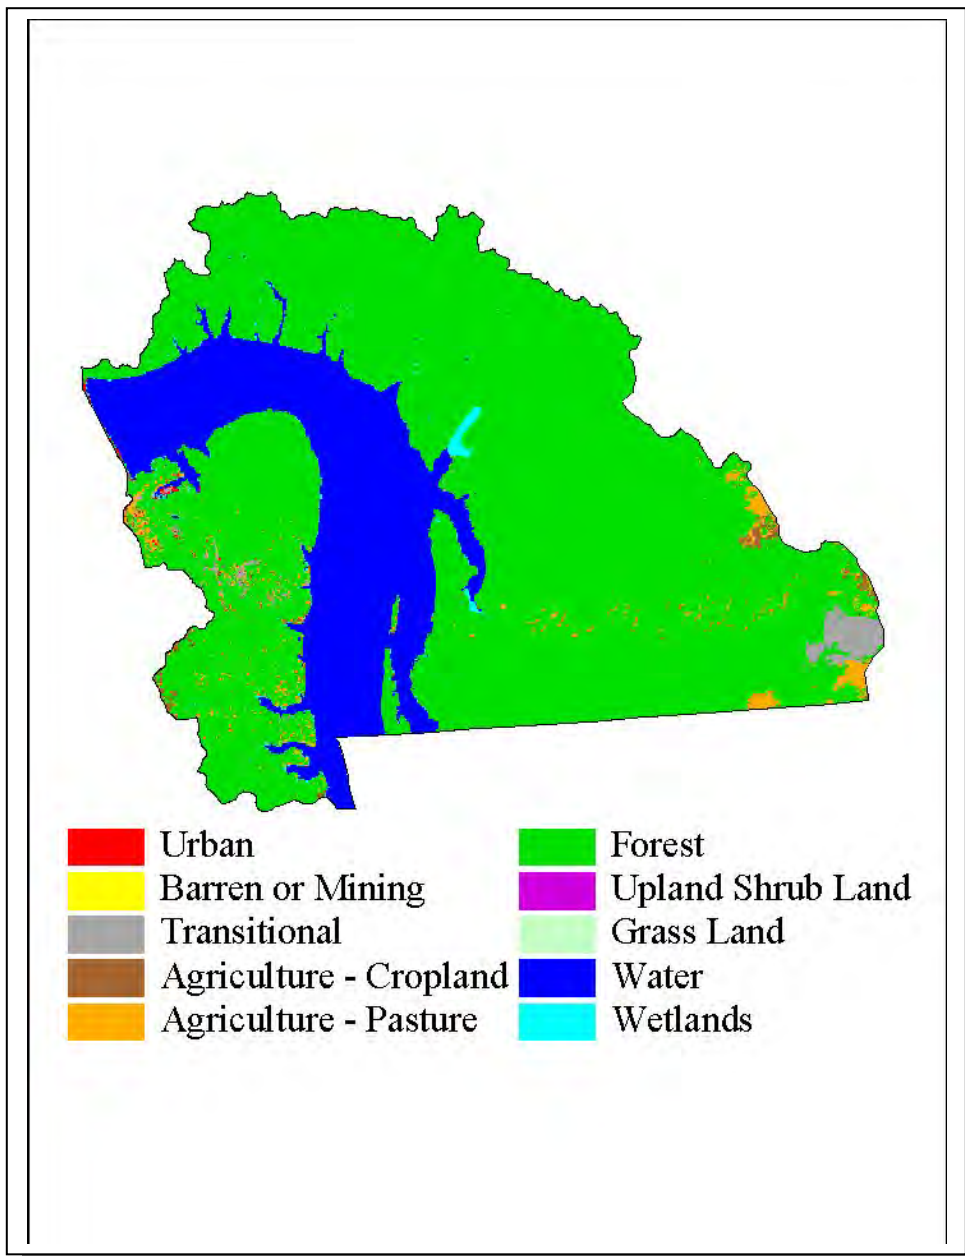 Urban
Barren or Mining
Transitional
Agriculture - Cropland
Agriculture - Pasture
Forest
Upland Shrub Land
Grass Land
Water
Wetlands